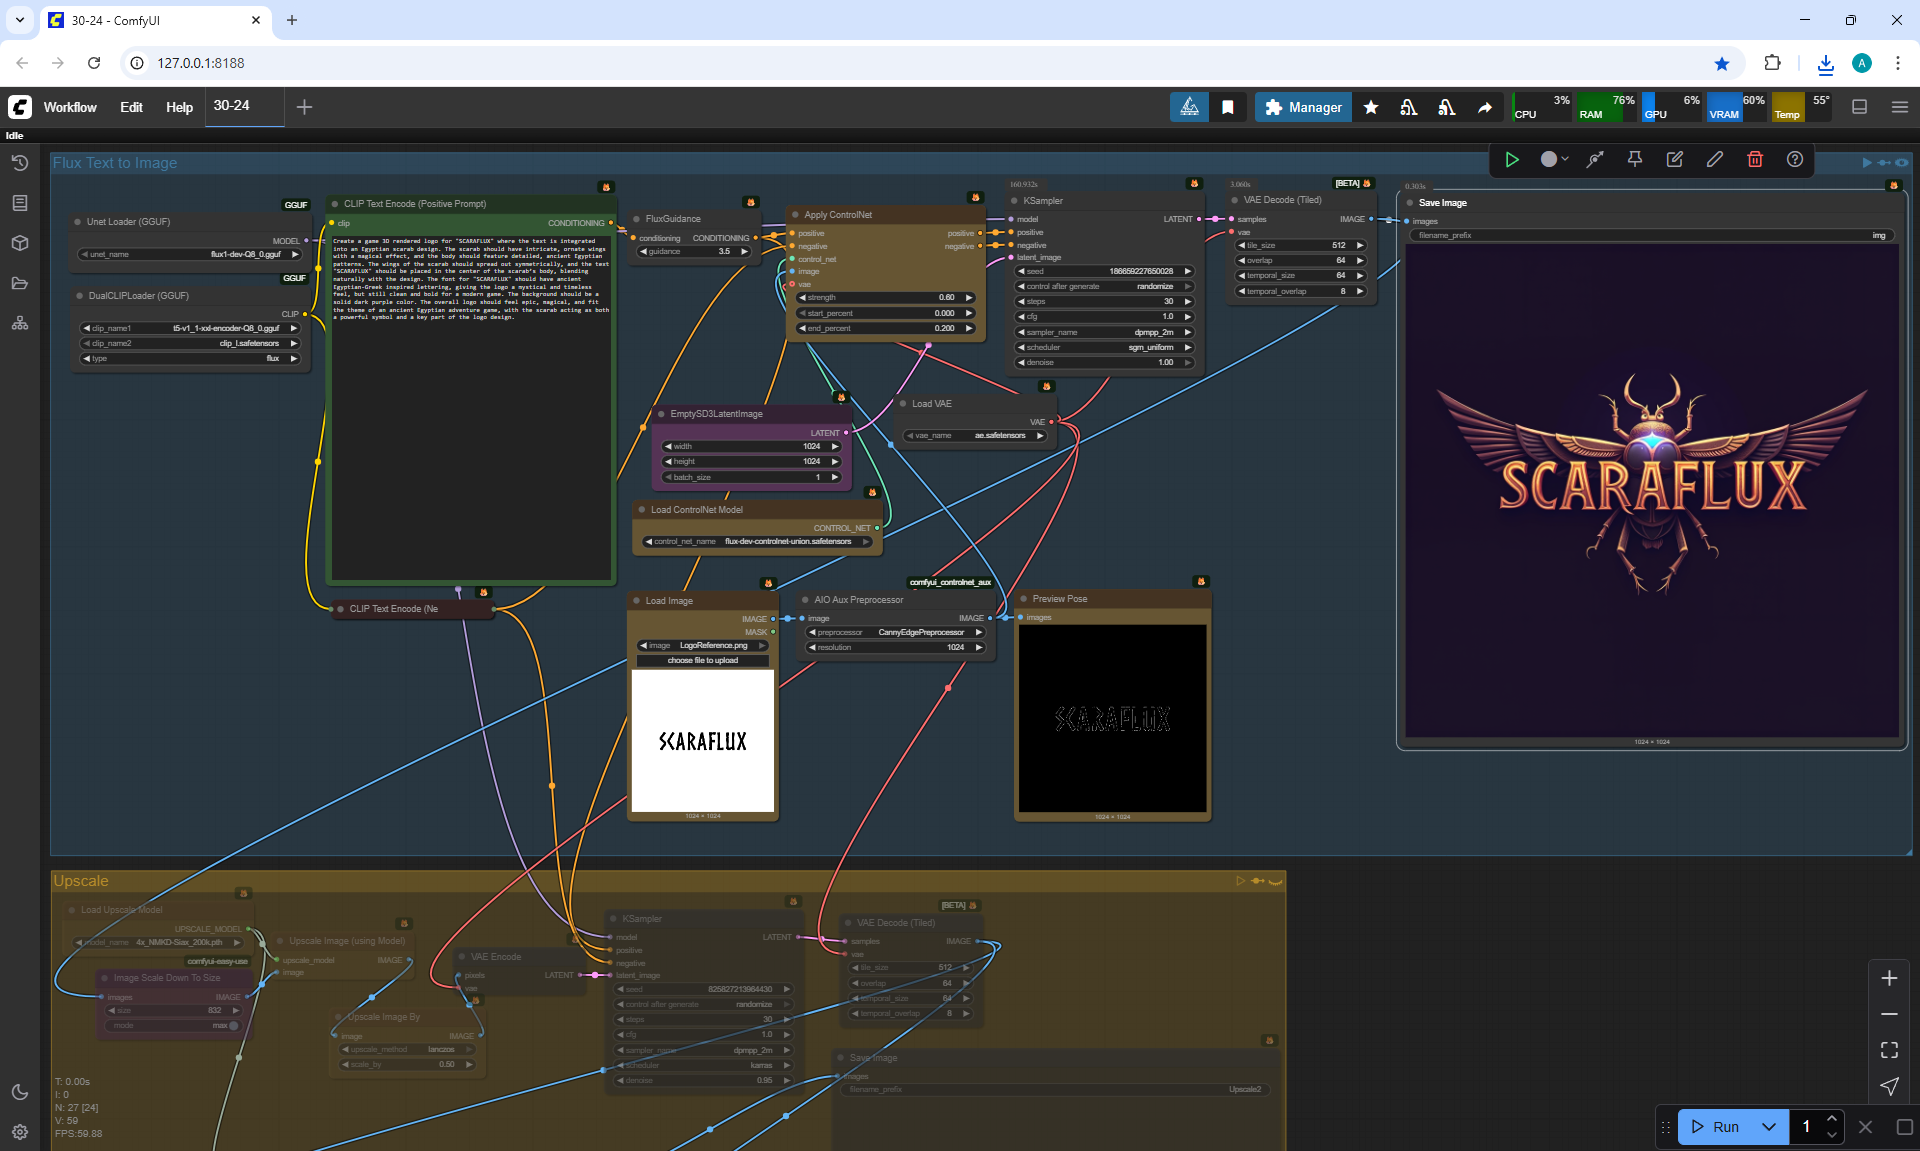 30-24 - ComfyUI
127.0.0.1:8188
A
Workflow Edit Help 30-24
Manager
3% CPU
76% RAM
6% GPU
60% VRAM
55° Temp
Idle
Flux Text to Image
GGUF
Unet Loader (GGUF)
MODEL
unet_name flux1-dev-Q8_0.gguf
GGUF
DualCLIPLoader (GGUF)
CLIP
clip_name1 t5-v1_1-xxl-encoder-Q8_0.gguf
clip_name2 clip_l.safetensors
type flux
CLIP Text Encode (Positive Prompt)
clip CONDITIONING
Create a game 3D rendered logo for "SCARAFLUX" where the text is integrated
into an Egyptian scarab design. The scarab should have intricate, ornate wings
with a magical effect, and the body should feature detailed, ancient Egyptian
patterns. The wings of the scarab should spread out symmetrically, and the text
"SCARAFLUX" should be placed in the center of the scarab's body, blending
naturally with the design. The font for "SCARAFLUX" should have ancient
Egyptian-Greek inspired lettering, giving the logo a mystical and timeless
feel, but still clean and bold for a modern game. The background should be a
solid dark purple color. The overall logo should feel epic, magical, and fit
the theme of an ancient Egyptian adventure game, with the scarab acting as both
a powerful symbol and a key part of the logo design.
CLIP Text Encode (Ne
FluxGuidance
conditioning CONDITIONING
guidance 3.5
Apply ControlNet
positive positive
negative negative
control_net
image
vae
strength 0.60
start_percent 0.000
end_percent 0.200
160.932s
KSampler
model LATENT
positive
negative
latent_image
seed 186659227650028
control after generate randomize
steps 30
cfg 1.0
sampler_name dpmpp_2m
scheduler sgm_uniform
denoise 1.00
3.060s [BETA]
VAE Decode (Tiled)
samples IMAGE
vae
tile_size 512
overlap 64
temporal_size 64
temporal_overlap 8
0.303s
Save Image
images
filename_prefix img
SCARAFLUX
1024 × 1024
EmptySD3LatentImage
LATENT
width 1024
height 1024
batch_size 1
Load VAE
VAE
vae_name ae.safetensors
Load ControlNet Model
CONTROL_NET
control_net_name flux-dev-controlnet-union.safetensors
Load Image
IMAGE
MASK
image LogoReference.png
choose file to upload
SCARAFLUX
1024 × 1024
comfyui_controlnet_aux
AIO Aux Preprocessor
image IMAGE
preprocessor CannyEdgePreprocessor
resolution 1024
Preview Pose
images
SCARAFLUX
1024 × 1024
Upscale
Load Upscale Model
UPSCALE_MODEL
model_name 4x_NMKD-Siax_200k.pth
comfyui-easy-use
Image Scale Down To Size
images IMAGE
size 832
mode max
Upscale Image (using Model)
upscale_model IMAGE
image
Upscale Image By
image IMAGE
upscale_method lanczos
scale_by 0.50
VAE Encode
pixels LATENT
vae
KSampler
model LATENT
positive
negative
latent_image
seed 825827213984430
control after generate randomize
steps 30
cfg 1.0
sampler_name dpmpp_2m
scheduler karras
denoise 0.95
[BETA]
VAE Decode (Tiled)
samples IMAGE
vae
tile_size 512
overlap 64
temporal_size 64
temporal_overlap 8
Save Image
images
filename_prefix Upscale2
T: 0.00s
I: 0
N: 27 [24]
V: 59
FPS:59.88
Run 1